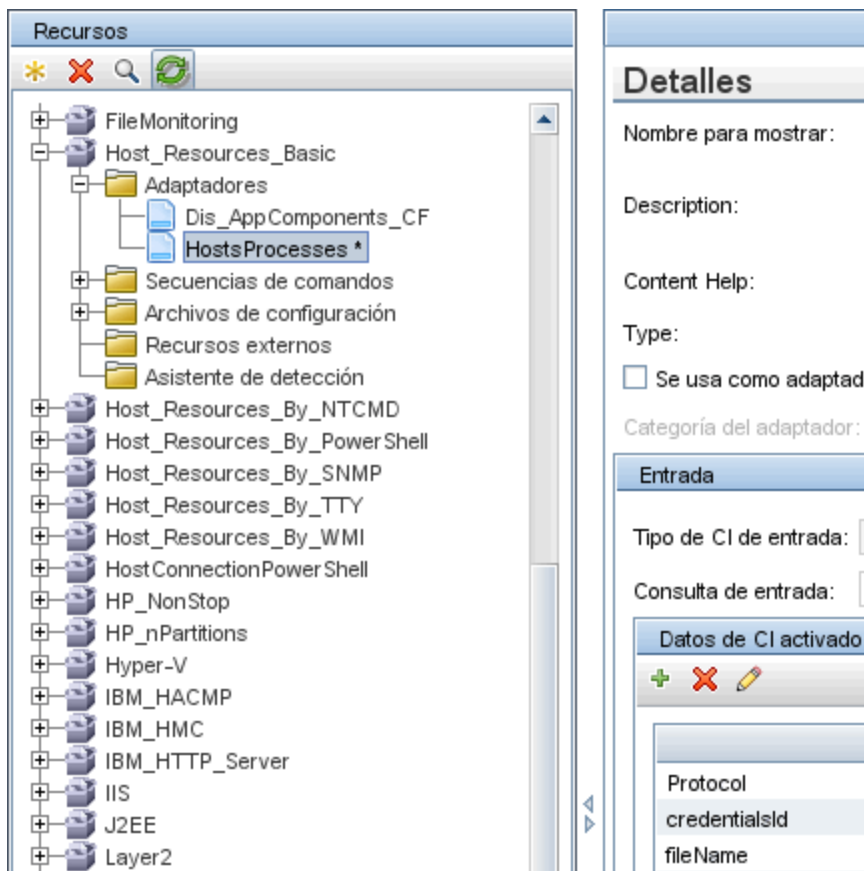 Recursos
FileMonitoring
Host_Resources_Basic
Adaptadores
Dis_AppComponents_CF
HostsProcesses *
Secuencias de comandos
Archivos de configuración
Recursos externos
Asistente de detección
Host_Resources_By_NTCMD
Host_Resources_By_PowerShell
Host_Resources_By_SNMP
Host_Resources_By_TTY
Host_Resources_By_WMI
HostConnectionPowerShell
HP_NonStop
HP_nPartitions
Hyper-V
IBM_HACMP
IBM_HMC
IBM_HTTP_Server
IIS
J2EE
Layer2
Detalles
Nombre para mostrar:
Description:
Content Help:
Type:
Se usa como adaptad
Categoría del adaptador:
Entrada
Tipo de CI de entrada:
Consulta de entrada:
Datos de CI activado
Protocol
credentialsId
fileName